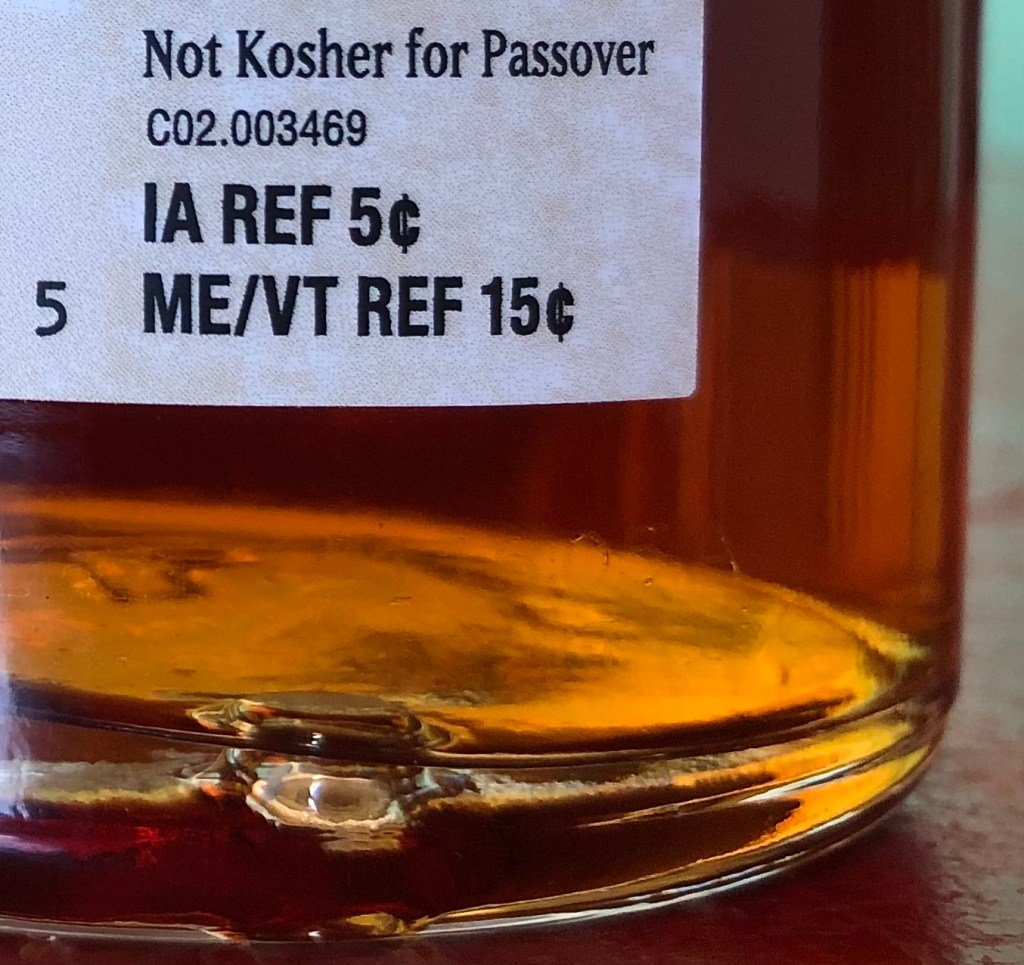 Not Kosher for Passover
C02.003469
IA REF 5¢
5 ME/VT REF 15¢